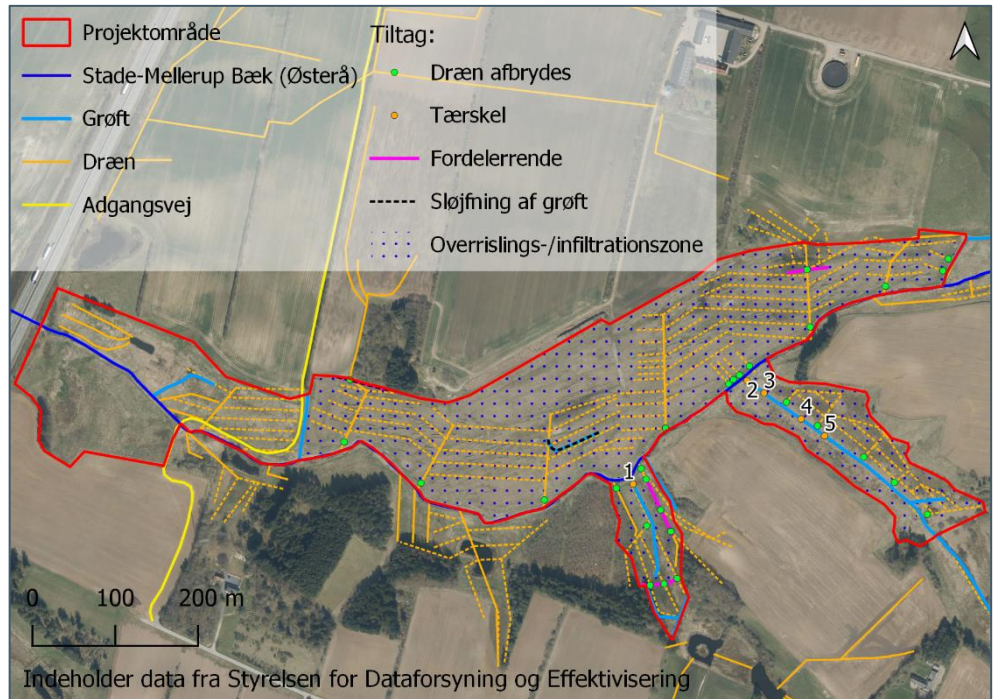 Projektområde
Stade-Mellerup Bæk (Østerå)
Grøft
Dræn
Adgangsvej
Tiltag:
Dræn afbrydes
Tærskel
Fordelerrende
Sløjfning af grøft
Overrislings-/infiltrationszone
1
2
3
4
5
0 100 200 m
Indeholder data fra Styrelsen for Dataforsyning og Effektivisering